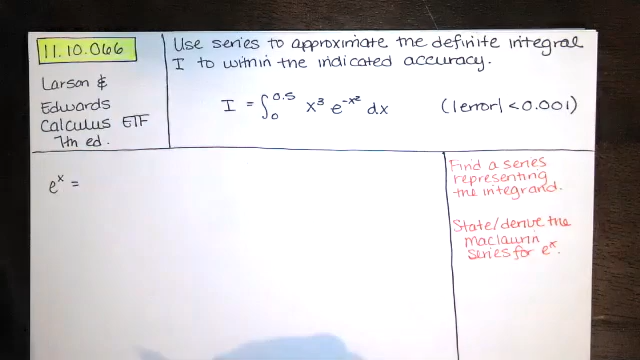 11.10.066
Larson &
Edwards
Calculus ETF
7th ed.
Use series to approximate the definite integral
I to within the indicated accuracy.
I = ∫₀^0.5 x³ e^(-x²) dx (|error| < 0.001)
e^x =
Find a series
representing
the integrand.
State/derive the
maclaurin
series for e^x.